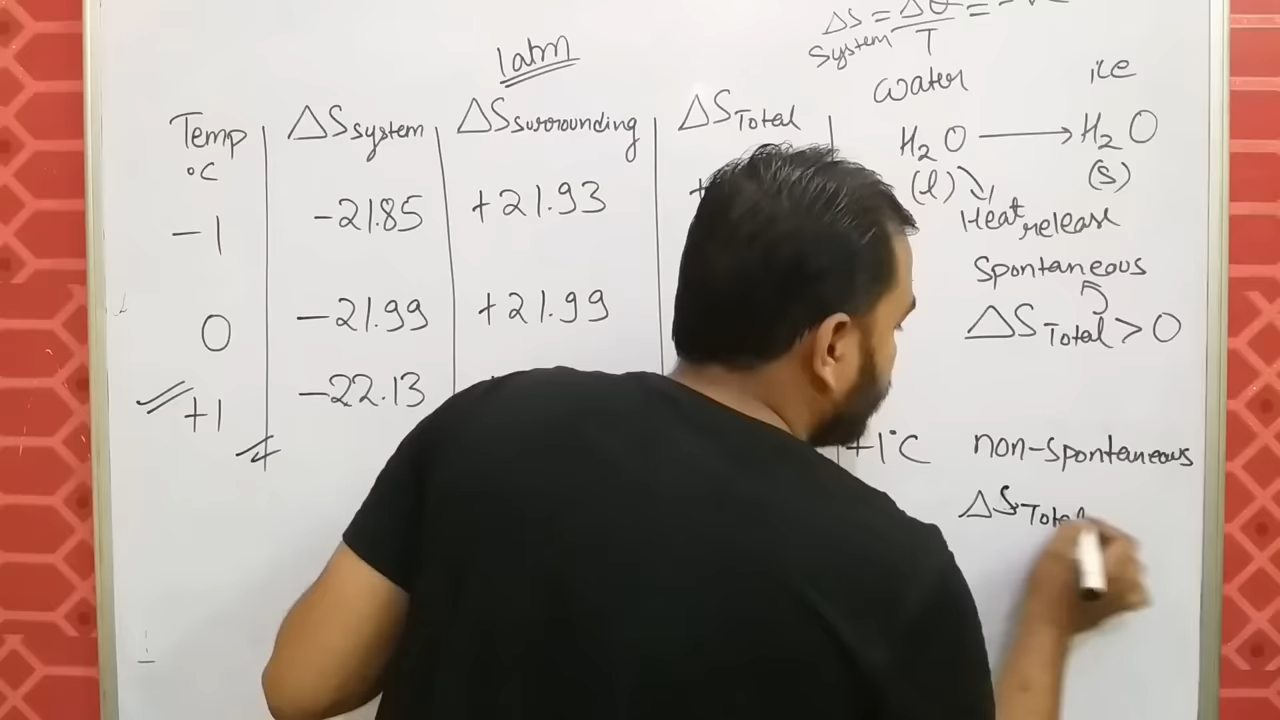 ΔS = ΔQ / T =
System
1atm
Temp °C ΔSsystem ΔSsurrounding ΔSTotal
-1 -21.85 +21.93 +
0 -21.99 +21.99
+1 -22.13
water ice
H2O → H2O
(l) (s)
Heat release
Spontaneous
ΔSTotal > 0
+1°C non-spontaneous
ΔSTotal